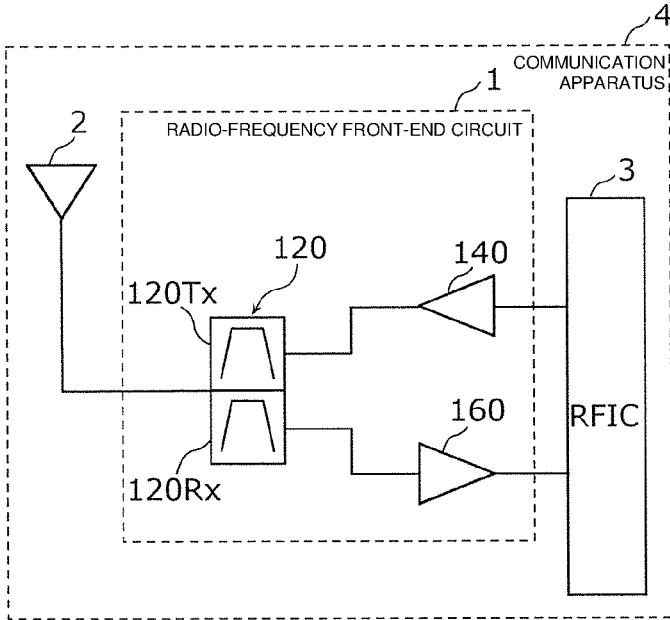 4
COMMUNICATION
APPARATUS
1
RADIO-FREQUENCY FRONT-END CIRCUIT
2
3
120
140
120Tx
160
RFIC
120Rx